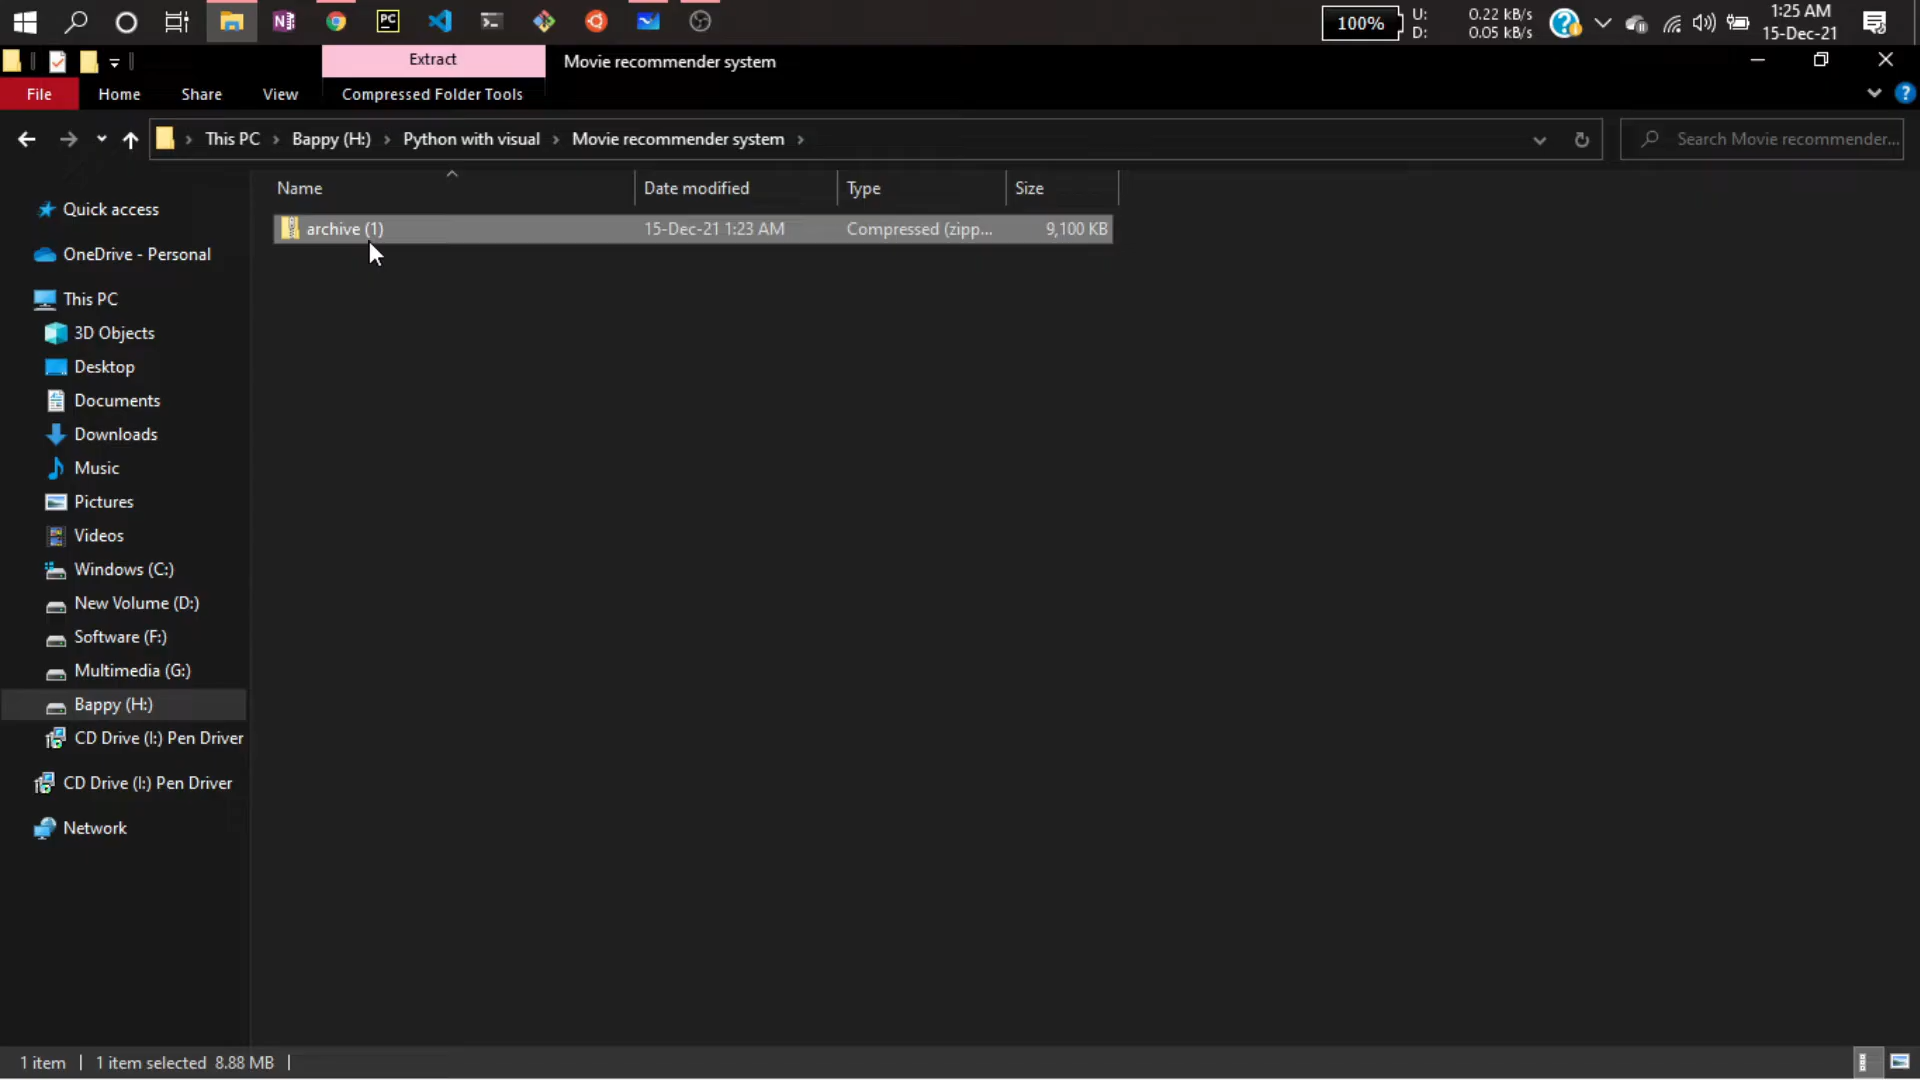 PC
100%
U: 0.22 kB/s
D: 0.05 kB/s
1:25 AM
15-Dec-21
Extract
Movie recommender system
File
Home
Share
View
Compressed Folder Tools
This PC
Bappy (H:)
Python with visual
Movie recommender system
Search Movie recommender...
Name
Date modified
Type
Size
archive (1)
15-Dec-21 1:23 AM
Compressed (zipp...
9,100 KB
Quick access
OneDrive - Personal
This PC
3D Objects
Desktop
Documents
Downloads
Music
Pictures
Videos
Windows (C:)
New Volume (D:)
Software (F:)
Multimedia (G:)
Bappy (H:)
CD Drive (I:) Pen Driver
CD Drive (I:) Pen Driver
Network
1 item
1 item selected 8.88 MB